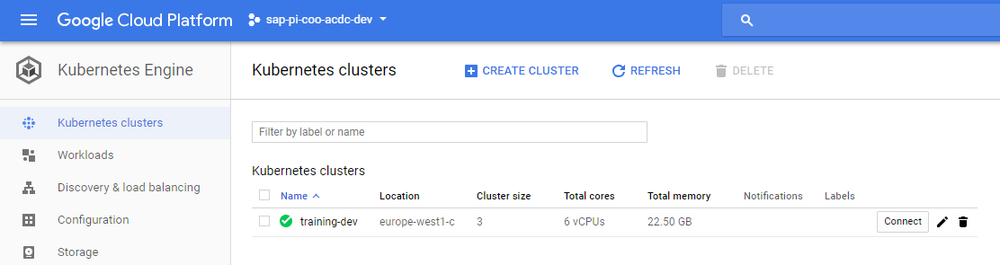 Google Cloud Platform sap-pi-coo-acdc-dev
Kubernetes Engine
Kubernetes clusters CREATE CLUSTER REFRESH DELETE
Kubernetes clusters
Workloads
Discovery & load balancing
Configuration
Storage
Filter by label or name
Kubernetes clusters
Name Location Cluster size Total cores Total memory Notifications Labels
training-dev europe-west1-c 3 6 vCPUs 22.50 GB Connect